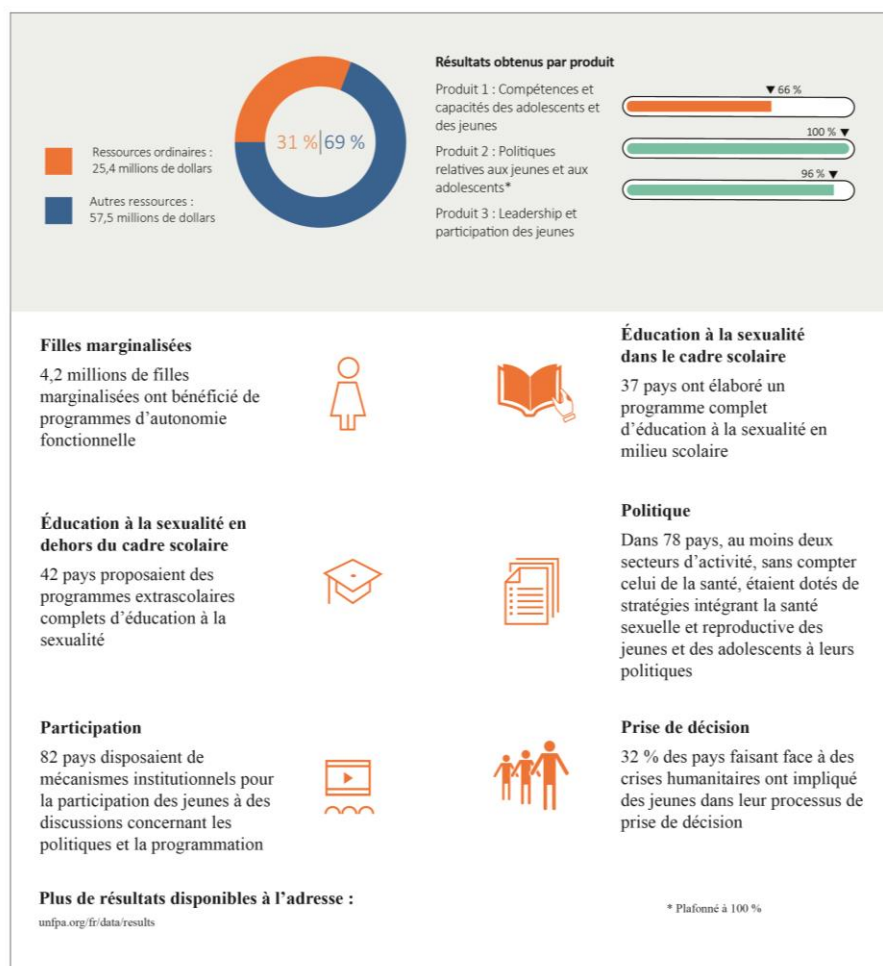 31 % 69 %
Ressources ordinaires :
25,4 millions de dollars
Autres ressources :
57,5 millions de dollars
Résultats obtenus par produit
Produit 1 : Compétences et
capacités des adolescents et
des jeunes
Produit 2 : Politiques
relatives aux jeunes et aux
adolescents*
Produit 3 : Leadership et
participation des jeunes
▼ 66 %
100 % ▼
96 % ▼
Filles marginalisées
4,2 millions de filles
marginalisées ont bénéficié de
programmes d’autonomie
fonctionnelle
Éducation à la sexualité
dans le cadre scolaire
37 pays ont élaboré un
programme complet
d’éducation à la sexualité en
milieu scolaire
Éducation à la sexualité en
dehors du cadre scolaire
42 pays proposaient des
programmes extrascolaires
complets d’éducation à la
sexualité
Politique
Dans 78 pays, au moins deux
secteurs d’activité, sans compter
celui de la santé, étaient dotés de
stratégies intégrant la santé
sexuelle et reproductive des
jeunes et des adolescents à leurs
politiques
Participation
82 pays disposaient de
mécanismes institutionnels pour
la participation des jeunes à des
discussions concernant les
politiques et la programmation
Prise de décision
32 % des pays faisant face à des
crises humanitaires ont impliqué
des jeunes dans leur processus de
prise de décision
Plus de résultats disponibles à l’adresse :
unfpa.org/fr/data/results
* Plafonné à 100 %